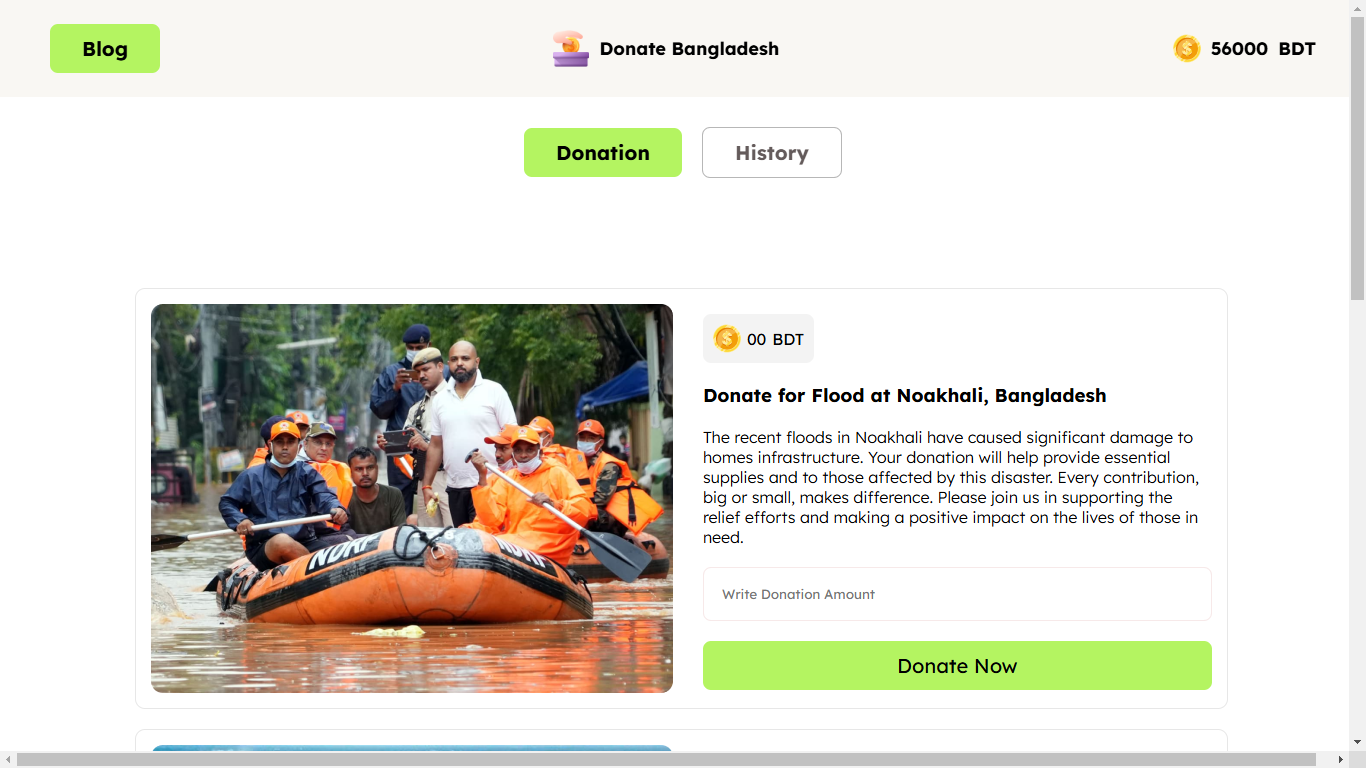 Blog
Donate Bangladesh
56000 BDT
Donation
History
00 BDT
Donate for Flood at Noakhali, Bangladesh
The recent floods in Noakhali have caused significant damage to
homes infrastructure. Your donation will help provide essential
supplies and to those affected by this disaster. Every contribution,
big or small, makes difference. Please join us in supporting the
relief efforts and making a positive impact on the lives of those in
need.
Write Donation Amount
Donate Now
NDRF